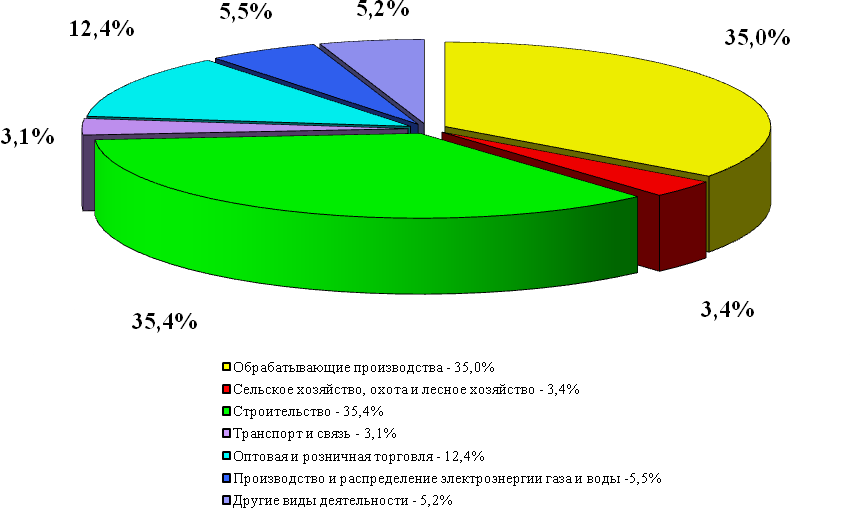 5,5%
5,2%
12,4%
35,0%
3,1%
35,4%
3,4%
Обрабатывающие производства - 35,0%
Сельское хозяйство, охота и лесное хозяйство - 3,4%
Строительство - 35,4%
Транспорт и связь - 3,1%
Оптовая и розничная торговля - 12,4%
Производство и распределение электроэнергии газа и воды -5,5%
Другие виды деятельности - 5,2%